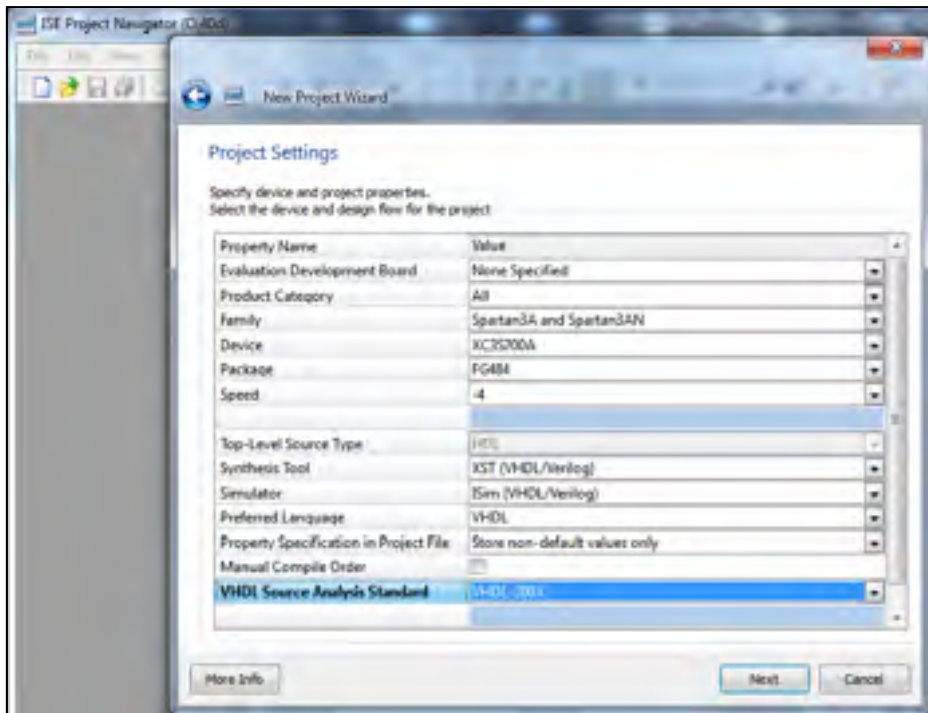 ISE Project Navigator
New Project Wizard
Project Settings
Specify device and project properties.
Select the device and design flow for the project
Property Name Value
Evaluation Development Board None Specified
Product Category All
Family Spartan3A and Spartan3AN
Device XC3S700A
Package FG484
Speed -4
Top-Level Source Type HDL
Synthesis Tool XST (VHDL/Verilog)
Simulator ISim (VHDL/Verilog)
Preferred Language VHDL
Property Specification in Project File Store non-default values only
Manual Compile Order
VHDL Source Analysis Standard VHDL-200X
More Info Next Cancel